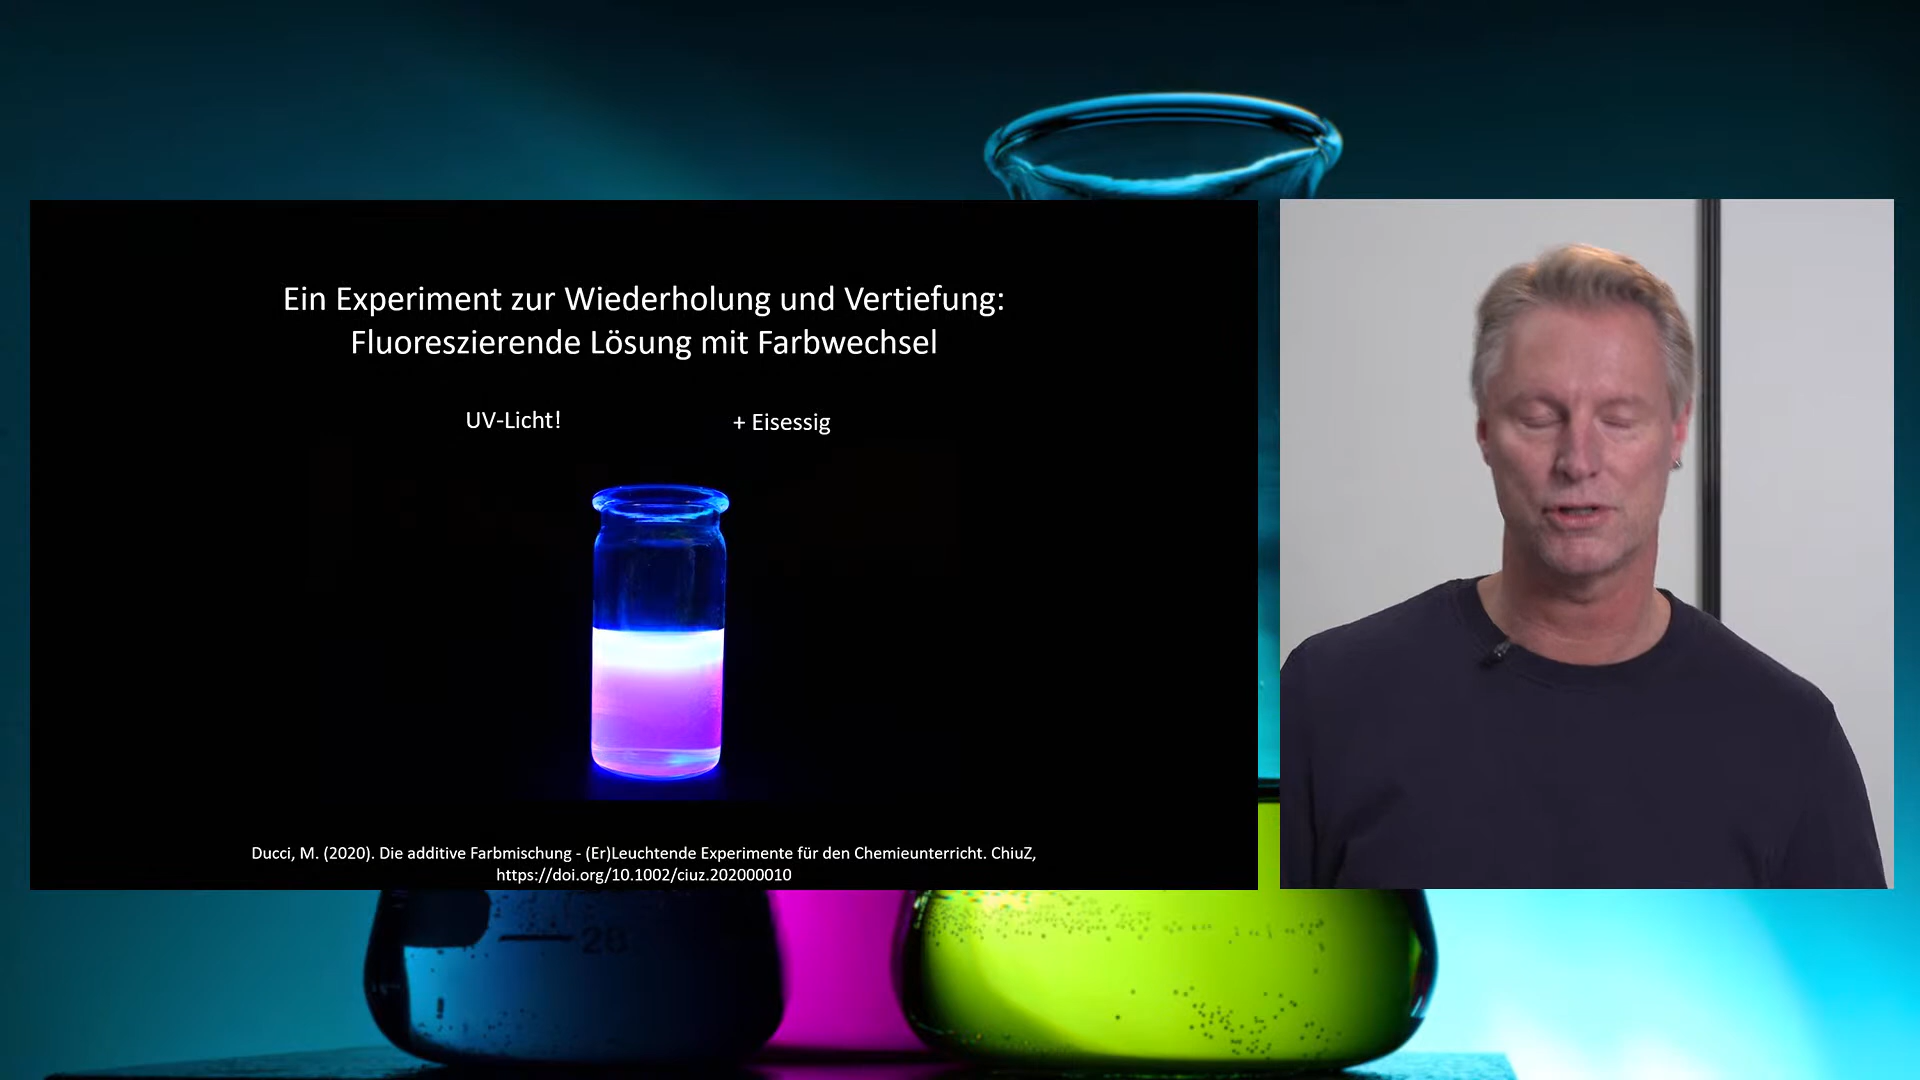 Ein Experiment zur Wiederholung und Vertiefung:
Fluoreszierende Lösung mit Farbwechsel
UV-Licht!
+ Eisessig
Ducci, M. (2020). Die additive Farbmischung - (Er)Leuchtende Experimente für den Chemieunterricht. ChiuZ,
https://doi.org/10.1002/ciuz.202000010
20